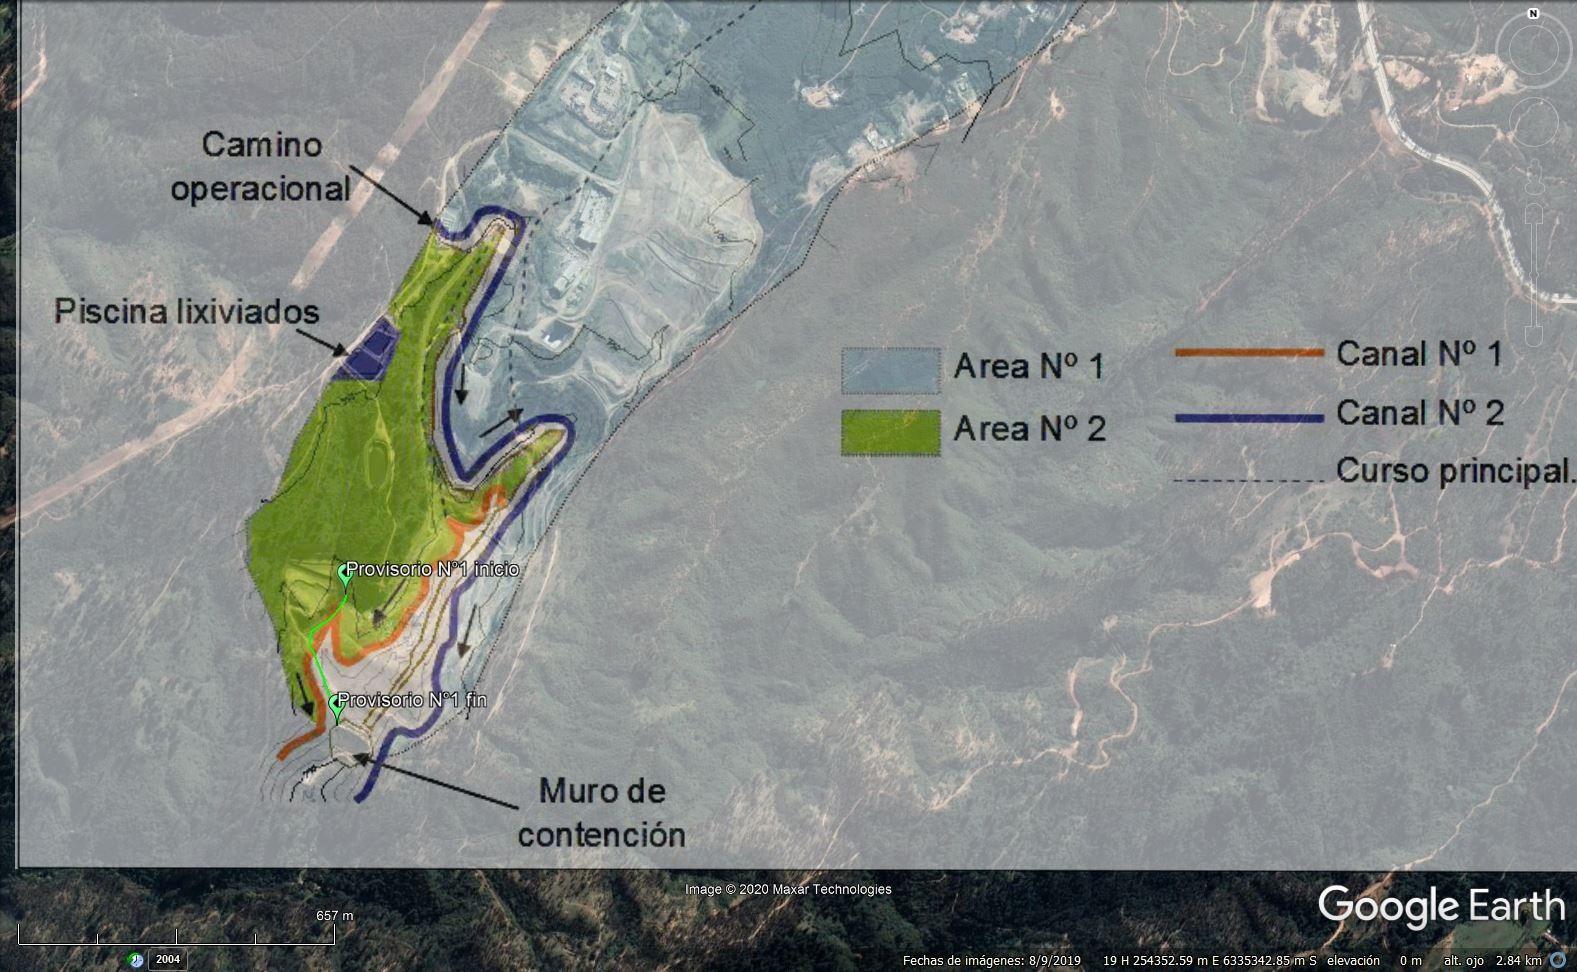 N
Camino
operacional
Piscina lixiviados
Area Nº 1
Canal Nº 1
Area Nº 2
Canal Nº 2
Curso principal.
Provisorio N°1 inicio
Provisorio N°1 fin
Muro de
contención
Image © 2020 Maxar Technologies
657 m
Google Earth
2004
Fechas de imágenes: 8/9/2019 19 H 254352.59 m E 6335342.85 m S elevación 0 m alt. ojo 2.84 km